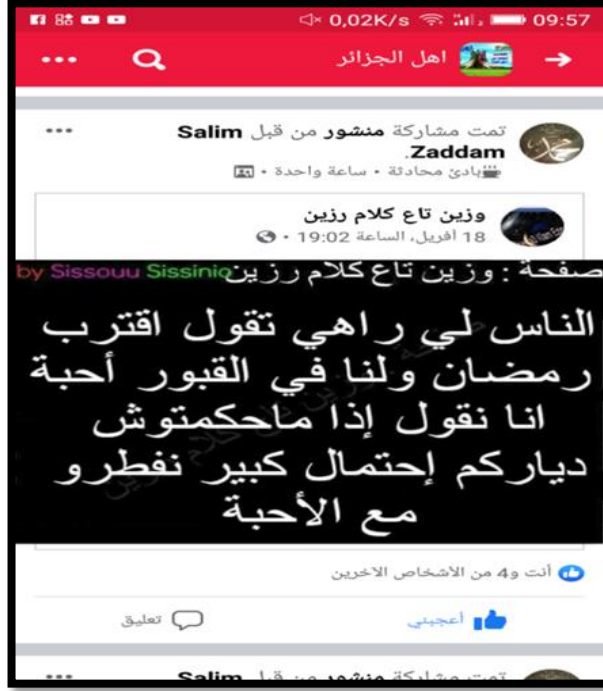 0,02K/s 09:57
اهل الجزائر
تمت مشاركة منشور من قبل Salim
Zaddam.
بادئ محادثة • ساعة واحدة •
وزين تاع كلام رزين
18 أفريل، الساعة 19:02 •
صفحة : وزين تاع كلام رزين by Sissouu Sissinio
الناس لي راهي تقول اقترب
رمضان ولنا في القبور أحبة
انا نقول إذا ماحكمتوش
دياركم إحتمال كبير نفطرو
مع الأحبة
أنت و4 من الأشخاص الآخرين
أعجبني تعليق
تمت مشاركة منشور من قبل Salim